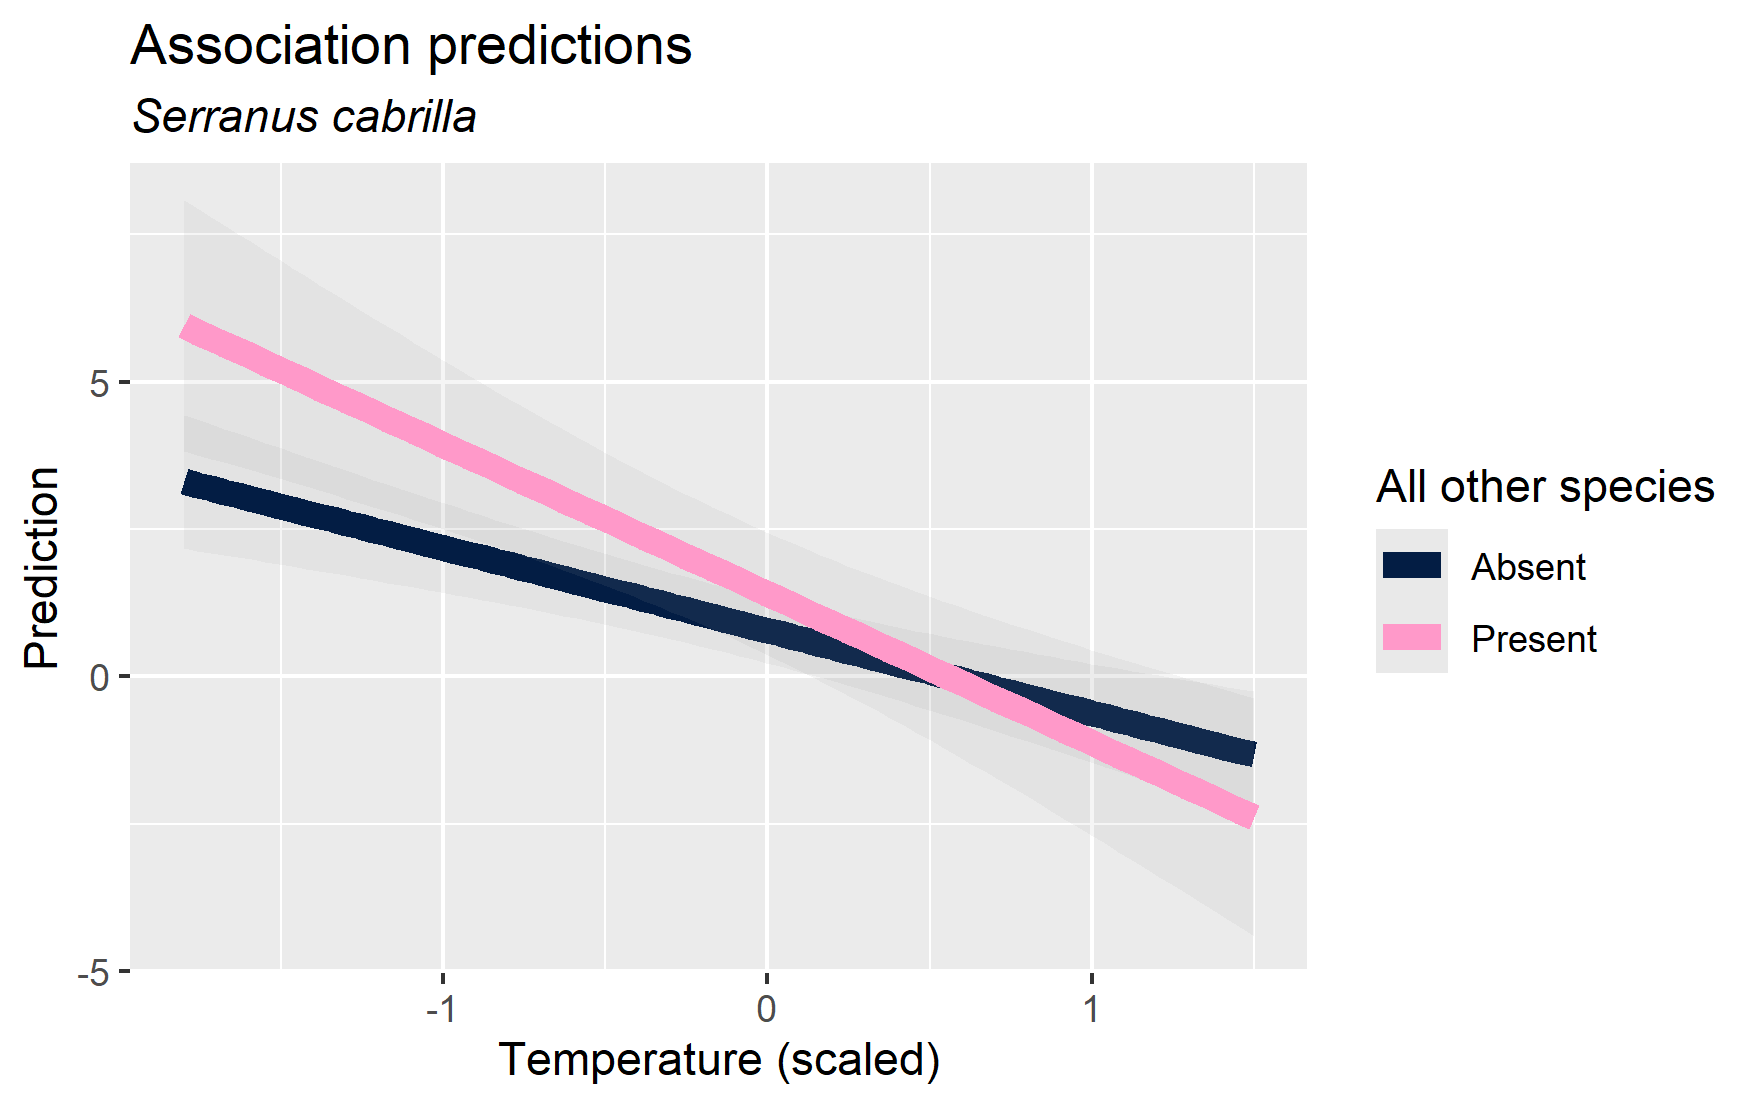 Association predictions
Serranus cabrilla
Prediction
5
0
-5
-1
0
1
Temperature (scaled)
All other species
Absent
Present